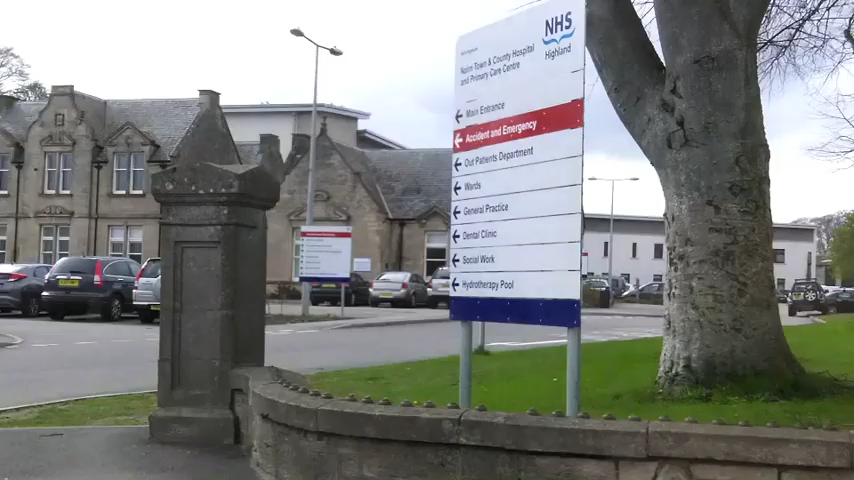 NHS
Highland
Nairn Town & County Hospital
and Primary Care Centre
Main Entrance
Accident and Emergency
Out Patients Department
Wards
General Practice
Dental Clinic
Social Work
Hydrotherapy Pool